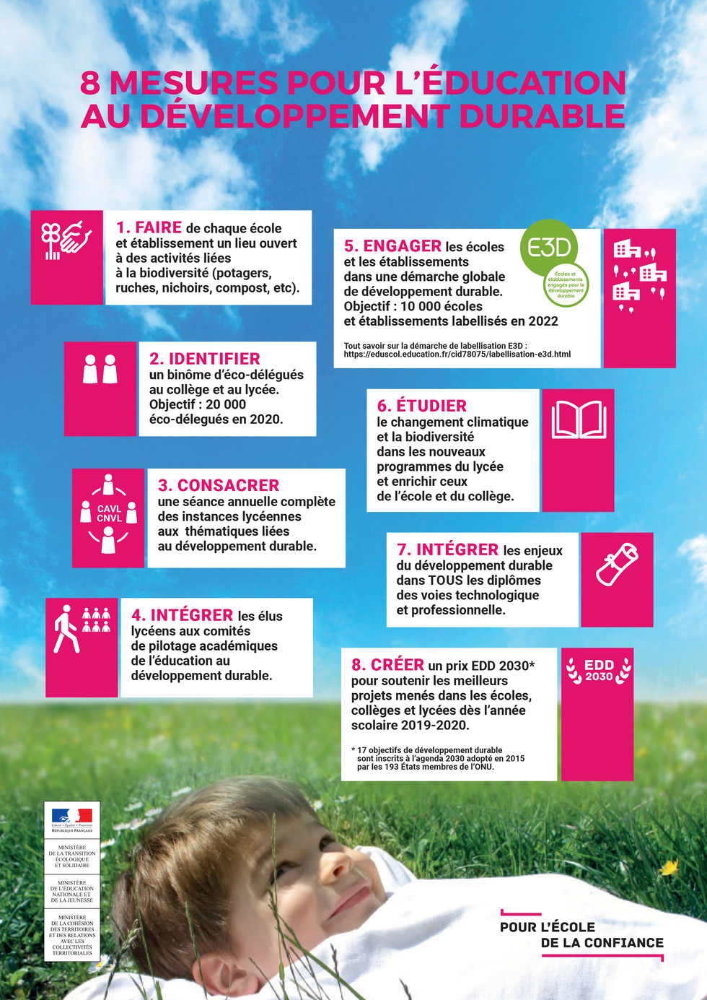 8 MESURES POUR L'ÉDUCATION
AU DÉVELOPPEMENT DURABLE
1. FAIRE de chaque école
et établissement un lieu ouvert
à des activités liées
à la biodiversité (potagers,
ruches, nichoirs, compost, etc).
2. IDENTIFIER
un binôme d'éco-délégués
au collège et au lycée.
Objectif : 20 000
éco-délegués en 2020.
CAVL
CNVL
3. CONSACRER
une séance annuelle complète
des instances lycéennes
aux thématiques liées
au développement durable.
4. INTÉGRER les élus
lycéens aux comités
de pilotage académiques
de l'éducation au
développement durable.
5. ENGAGER les écoles
et les établissements
dans une démarche globale
de développement durable.
Objectif : 10 000 écoles
et établissements labellisés en 2022
Tout savoir sur la démarche de labellisation E3D :
https://eduscol.education.fr/cid78075/labellisation-e3d.html
E3D
Écoles et
établissements
engagés pour le
développement
durable
6. ÉTUDIER
le changement climatique
et la biodiversité
dans les nouveaux
programmes du lycée
et enrichir ceux
de l'école et du collège.
7. INTÉGRER les enjeux
du développement durable
dans TOUS les diplômes
des voies technologique
et professionnelle.
8. CRÉER un prix EDD 2030*
pour soutenir les meilleurs
projets menés dans les écoles,
collèges et lycées dès l'année
scolaire 2019-2020.
* 17 objectifs de développement durable
sont inscrits à l'agenda 2030 adopté en 2015
par les 193 États membres de l'ONU.
EDD
2030
Liberté • Égalité • Fraternité
RÉPUBLIQUE FRANÇAISE
MINISTÈRE
DE LA TRANSITION
ÉCOLOGIQUE
ET SOLIDAIRE
MINISTÈRE
DE L'ÉDUCATION
NATIONALE ET
DE LA JEUNESSE
MINISTÈRE
DE LA COHÉSION
DES TERRITOIRES
ET DES RELATIONS
AVEC LES
COLLECTIVITÉS
TERRITORIALES
POUR L'ÉCOLE
DE LA CONFIANCE